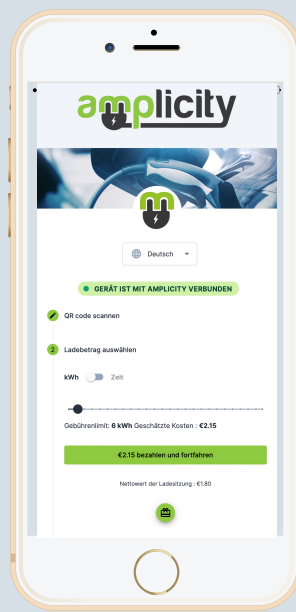 amplicity
Deutsch
GERÄT IST MIT AMPLICITY VERBUNDEN
QR code scannen
2 Ladebetrag auswählen
kWh Zeit
Gebührenlimit: 6 kWh Geschätzte Kosten : €2.15
€2.15 bezahlen und fortfahren
Nettowert der Ladesitzung : €1,80